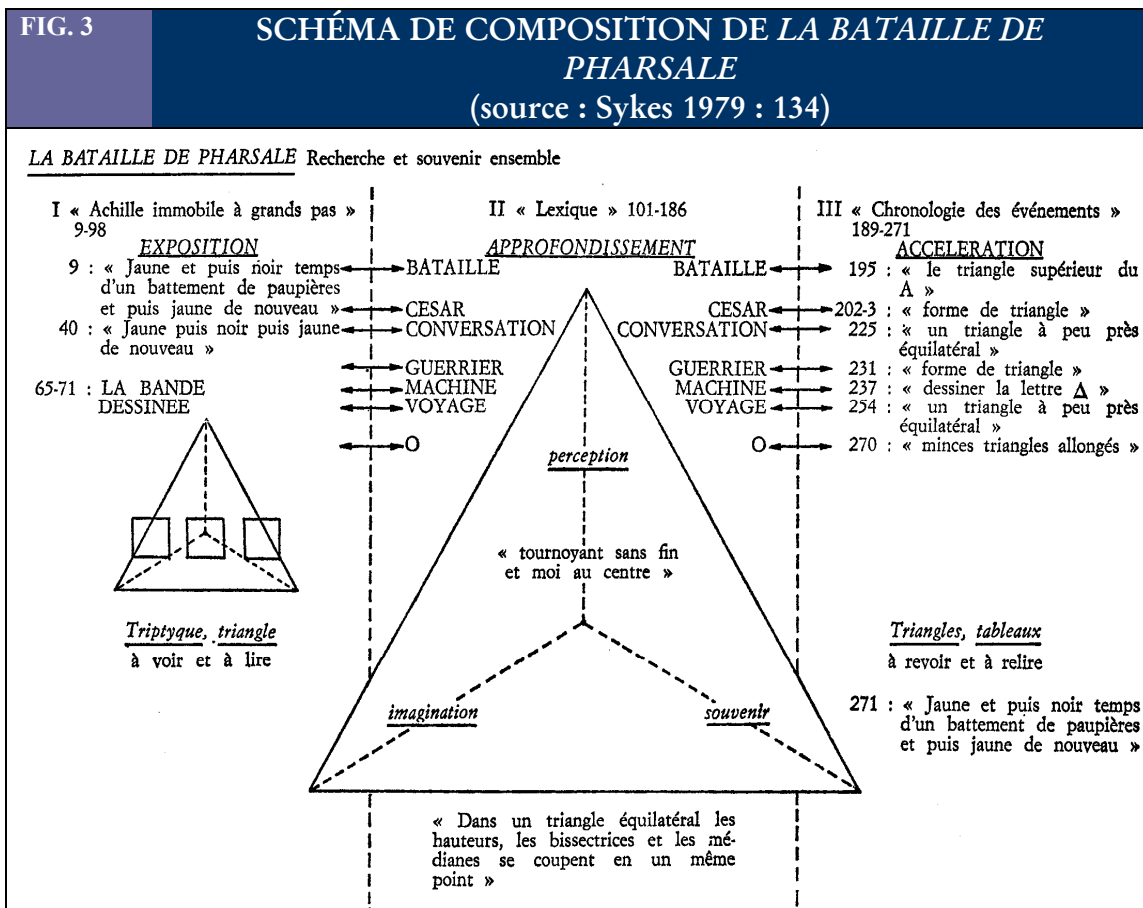 FIG. 3
SCHÉMA DE COMPOSITION DE LA BATAILLE DE
PHARSALE
(source : Sykes 1979 : 134)
LA BATAILLE DE PHARSALE Recherche et souvenir ensemble
I « Achille immobile à grands pas »
9-98
EXPOSITION
9 : « Jaune et puis noir temps
d'un battement de paupières
et puis jaune de nouveau »
40 : « Jaune puis noir puis jaune
de nouveau »
65-71 : LA BANDE
DESSINEE
Triptyque, triangle
à voir et à lire
II « Lexique » 101-186
APPROFONDISSEMENT
BATAILLE
CESAR
CONVERSATION
GUERRIER
MACHINE
VOYAGE
O
BATAILLE
CESAR
CONVERSATION
GUERRIER
MACHINE
VOYAGE
O
perception
« tournoyant sans fin
et moi au centre »
imagination
souvenir
« Dans un triangle équilatéral les
hauteurs, les bissectrices et les mé-
dianes se coupent en un même
point »
III « Chronologie des événements »
189-271
ACCELERATION
195 : « le triangle supérieur du
A »
202-3 : « forme de triangle »
225 : « un triangle à peu près
équilatéral »
231 : « forme de triangle »
237 : « dessiner la lettre Δ »
254 : « un triangle à peu près
équilatéral »
270 : « minces triangles allongés »
Triangles, tableaux
à revoir et à relire
271 : « Jaune et puis noir temps
d'un battement de paupières
et puis jaune de nouveau »